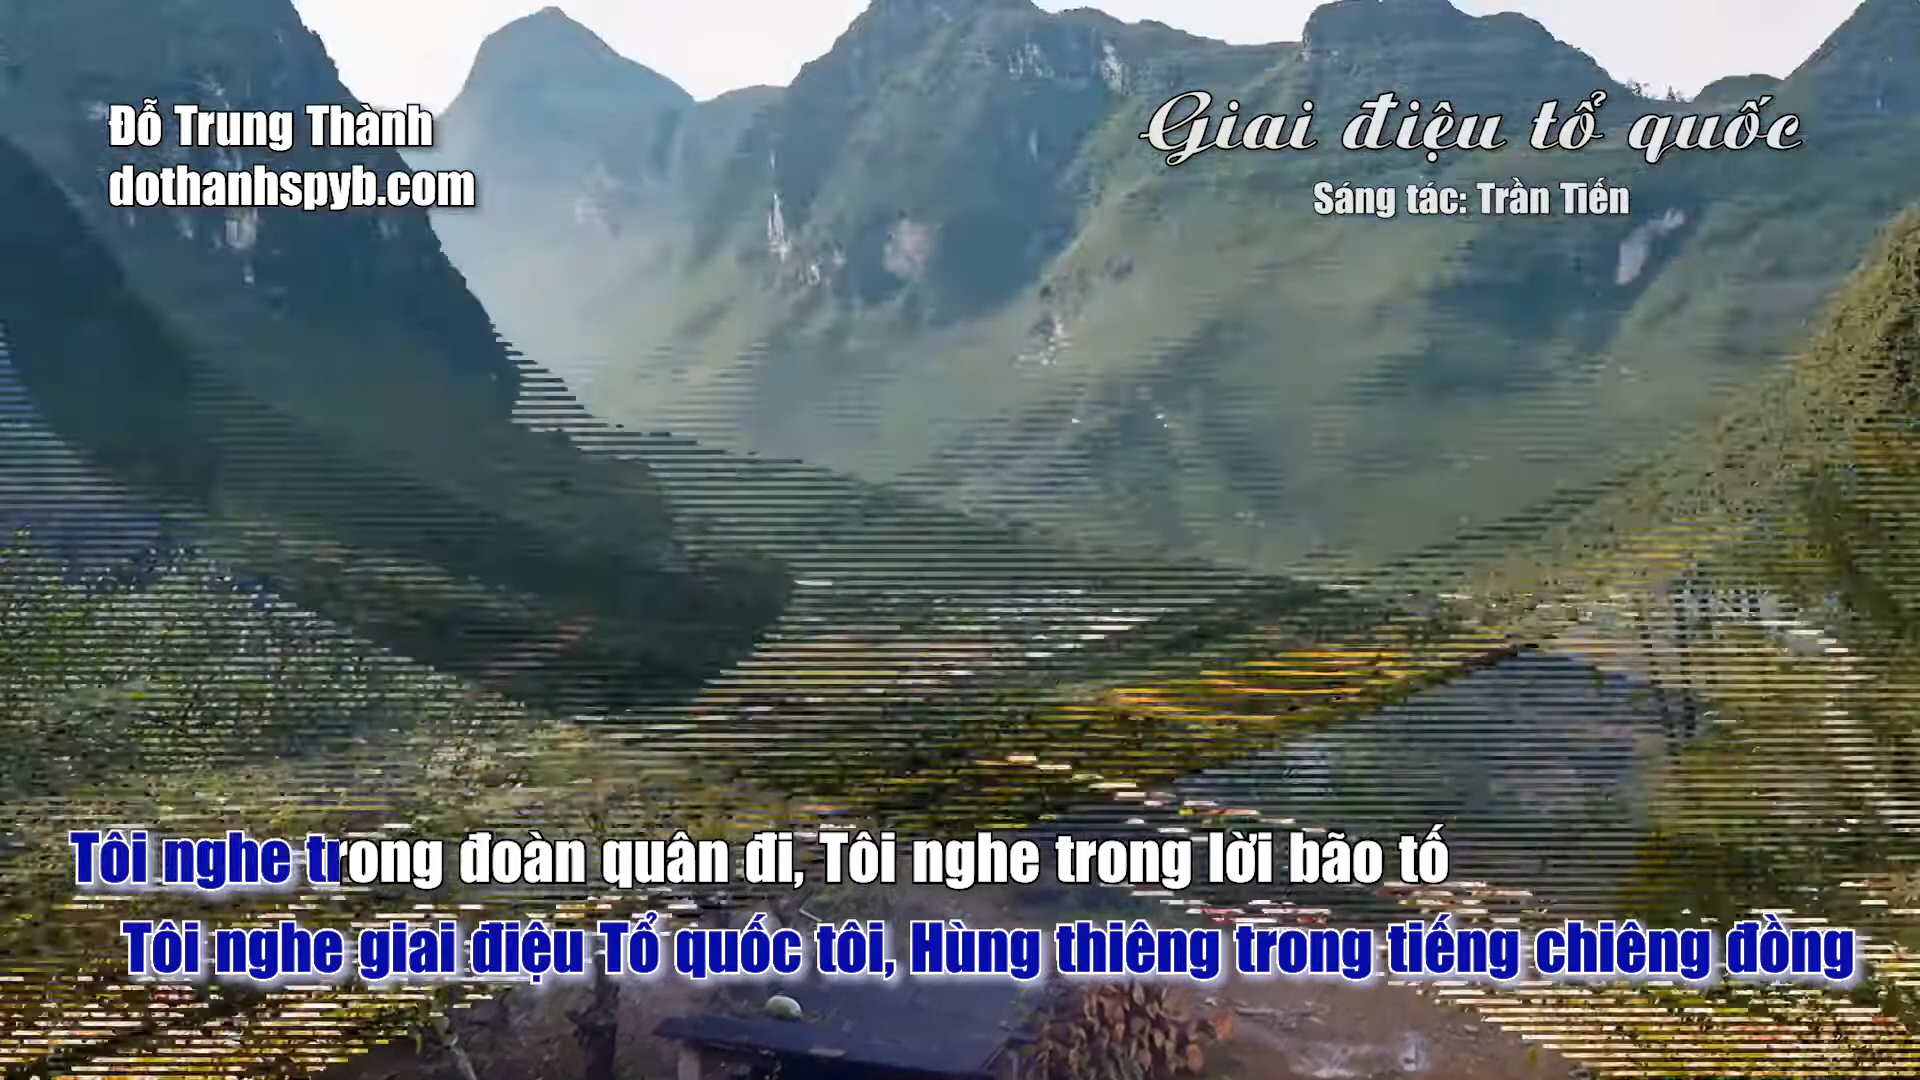 Đỗ Trung Thành
dothanhspyb.com
Giai điệu tổ quốc
Sáng tác: Trần Tiến
Tôi nghe trong đoàn quân đi, Tôi nghe trong lời bão tố
Tôi nghe giai điệu Tổ quốc tôi, Hùng thiêng trong tiếng chiêng đồng